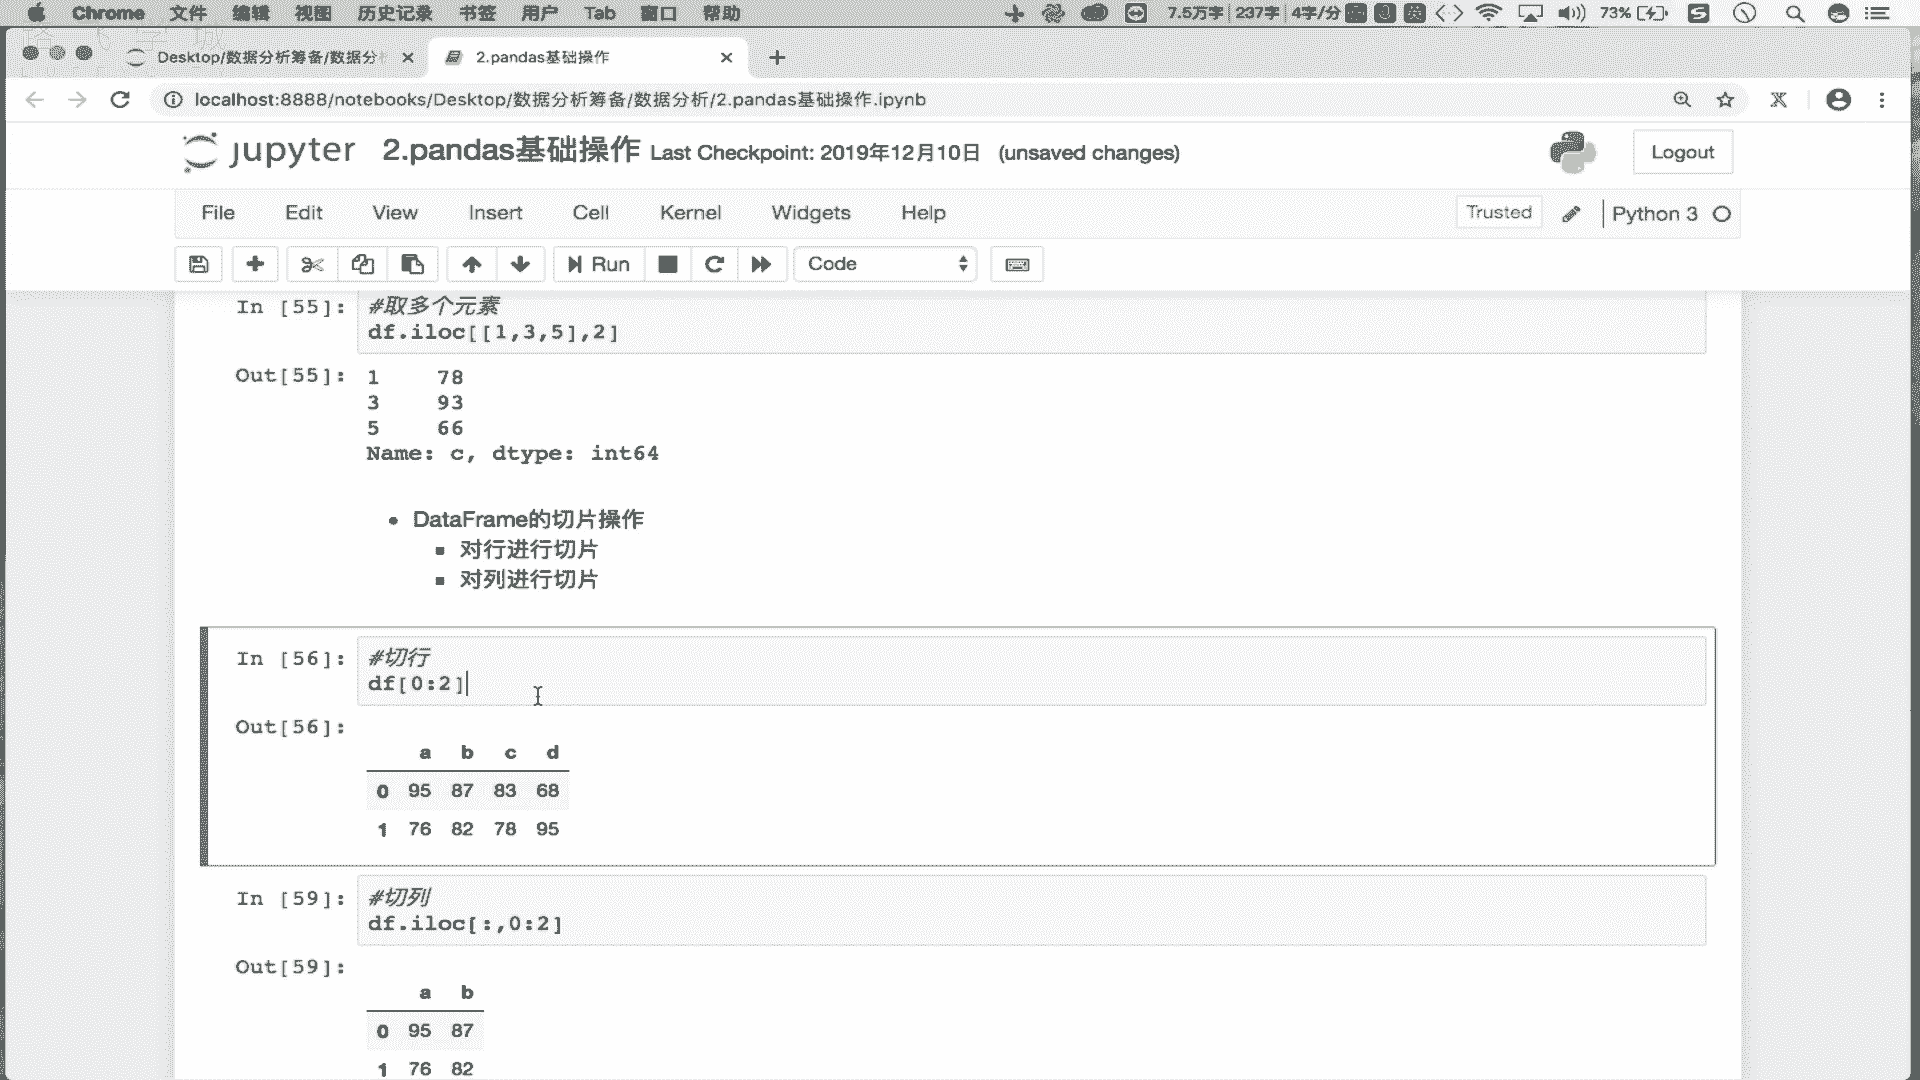 Chrome 文件 编辑 视图 历史记录 书签 用户 Tab 窗口 帮助 7.5万字 237字 4字/分 英 73%
Desktop/数据分析筹备/数据分 2.pandas基础操作
localhost:8888/notebooks/Desktop/数据分析筹备/数据分析/2.pandas基础操作.ipynb
jupyter 2.pandas基础操作 Last Checkpoint: 2019年12月10日 (unsaved changes) Logout
File Edit View Insert Cell Kernel Widgets Help Trusted Python 3
Run Code
In [55]: #取多个元素
df.iloc[[1,3,5],2]
Out[55]: 1 78
3 93
5 66
Name: c, dtype: int64
DataFrame的切片操作
对行进行切片
对列进行切片
In [56]: #切行
df[0:2]
Out[56]:
a b c d
0 95 87 83 68
1 76 82 78 95
In [59]: #切列
df.iloc[:,0:2]
Out[59]:
a b
0 95 87
1 76 82